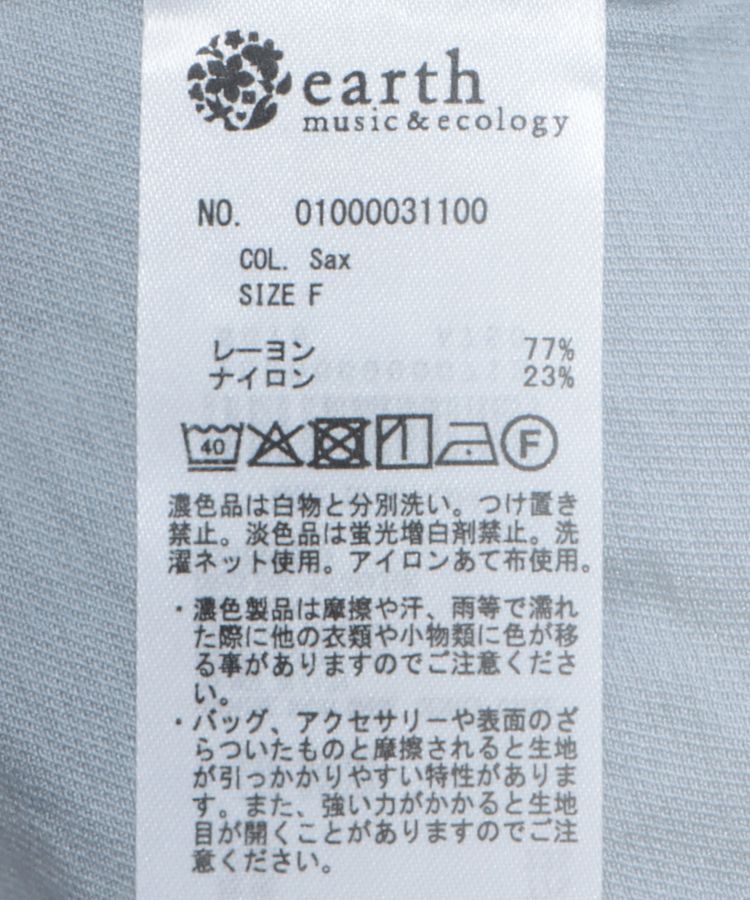 earth
music&ecology
NO. 01000031100
COL. Sax
SIZE F
レーヨン 77%
ナイロン 23%
40 F
濃色品は白物と分別洗い。つけ置き
禁止。淡色品は蛍光増白剤禁止。洗
濯ネット使用。アイロンあて布使用。
・濃色製品は摩擦や汗、雨等で濡れ
た際に他の衣類や小物類に色が移
る事がありますのでご注意くださ
い。
・バッグ、アクセサリーや表面のざ
らついたものと摩擦されると生地
が引っかかりやすい特性がありま
す。また、強い力がかかると生地
目が開くことがありますのでご注
意ください。